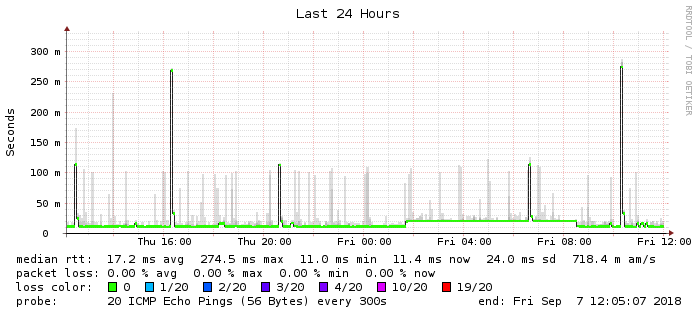 Last 24 Hours
RRDTOOL / TOBI OETIKER
Seconds
300 m
250 m
200 m
150 m
100 m
50 m
0
Thu 16:00 Thu 20:00 Fri 00:00 Fri 04:00 Fri 08:00 Fri 12:00
median rtt: 17.2 ms avg 274.5 ms max 11.0 ms min 11.4 ms now 24.0 ms sd 718.4 m am/s
packet loss: 0.00 % avg 0.00 % max 0.00 % min 0.00 % now
loss color: 0 1/20 2/20 3/20 4/20 10/20 19/20
probe: 20 ICMP Echo Pings (56 Bytes) every 300s end: Fri Sep 7 12:05:07 2018